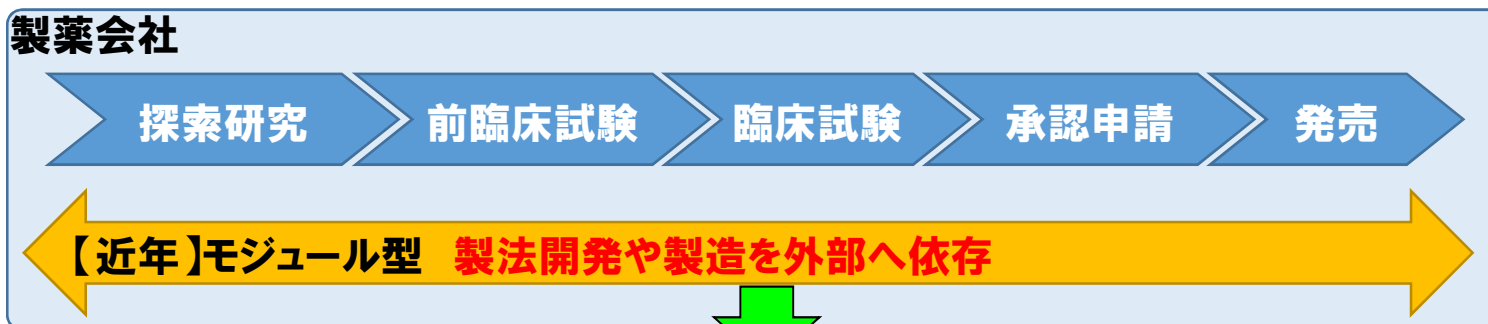 製薬会社
探索研究 前臨床試験 臨床試験 承認申請 発売
【近年】モジュール型 製法開発や製造を外部へ依存